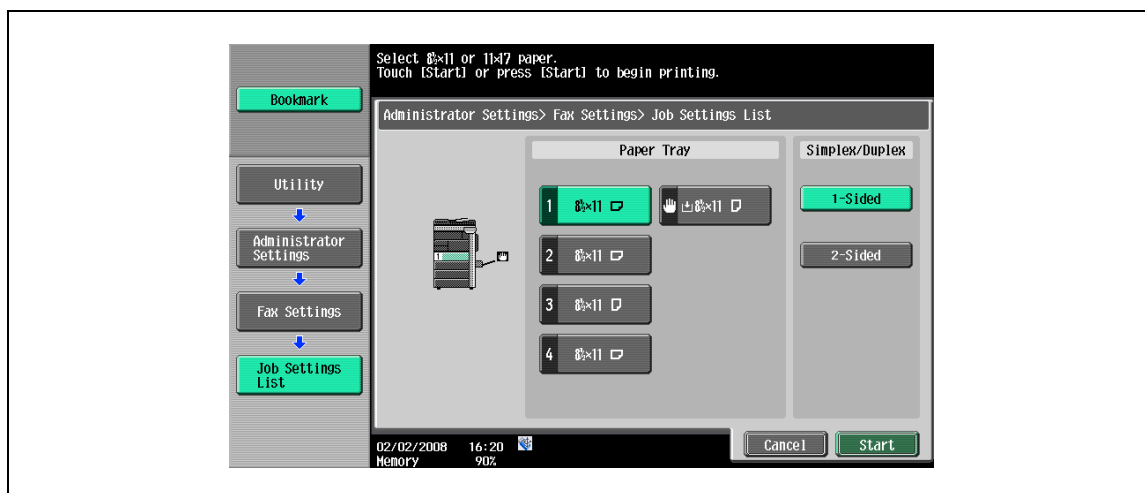 Select 8½×11 or 11×17 paper.
Touch [Start] or press [Start] to begin printing.
Bookmark
Administrator Settings> Fax Settings> Job Settings List
Paper Tray
Simplex/Duplex
Utility
Administrator
Settings
Fax Settings
Job Settings
List
1 8½×11
8½×11
2 8½×11
3 8½×11
4 8½×11
1
1-Sided
2-Sided
02/02/2008 16:20
Memory 90%
Cancel
Start